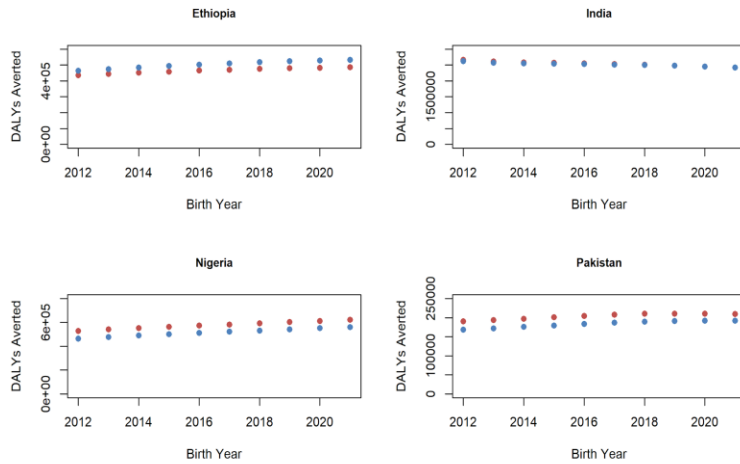 Ethiopia
DALYs Averted
4e+05
0e+00
2012 2014 2016 2018 2020
Birth Year
India
DALYs Averted
1500000
0
2012 2014 2016 2018 2020
Birth Year
Nigeria
DALYs Averted
6e+05
0e+00
2012 2014 2016 2018 2020
Birth Year
Pakistan
DALYs Averted
250000
100000
0
2012 2014 2016 2018 2020
Birth Year